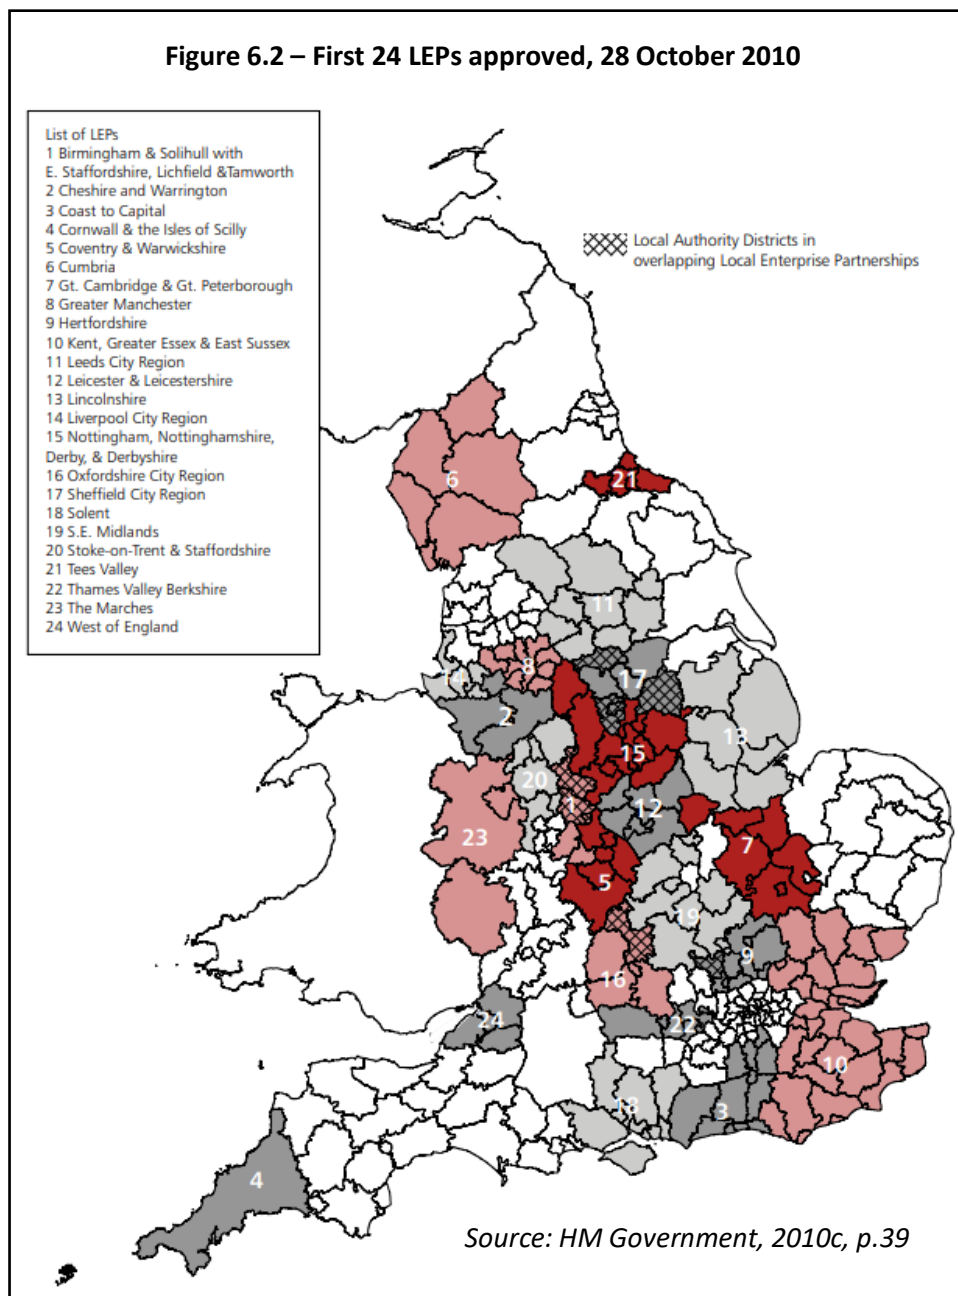 Figure 6.2 – First 24 LEPs approved, 28 October 2010
List of LEPs
1 Birmingham & Solihull with
E. Staffordshire, Lichfield &Tamworth
2 Cheshire and Warrington
3 Coast to Capital
4 Cornwall & the Isles of Scilly
5 Coventry & Warwickshire
6 Cumbria
7 Gt. Cambridge & Gt. Peterborough
8 Greater Manchester
9 Hertfordshire
10 Kent, Greater Essex & East Sussex
11 Leeds City Region
12 Leicester & Leicestershire
13 Lincolnshire
14 Liverpool City Region
15 Nottingham, Nottinghamshire,
Derby, & Derbyshire
16 Oxfordshire City Region
17 Sheffield City Region
18 Solent
19 S.E. Midlands
20 Stoke-on-Trent & Staffordshire
21 Tees Valley
22 Thames Valley Berkshire
23 The Marches
24 West of England
Local Authority Districts in
overlapping Local Enterprise Partnerships
6
21
11
8
14
17
2
15
13
20
1
12
23
7
5
19
9
16
24
22
10
18
3
4
Source: HM Government, 2010c, p.39